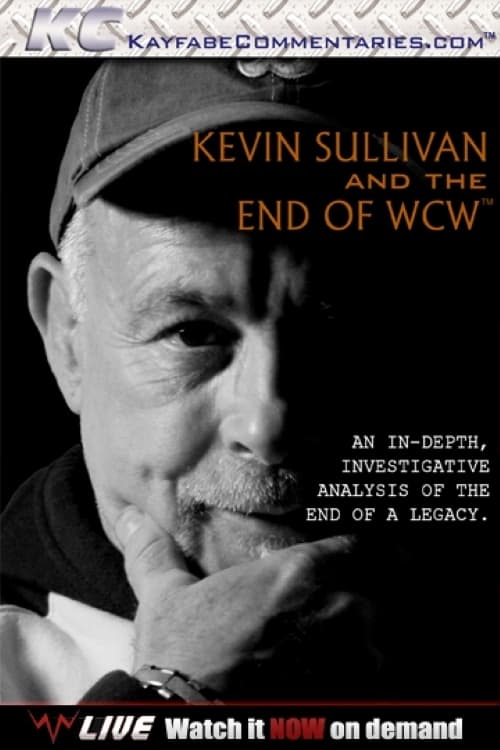 KC KAYFABECOMMENTARIES.COM™
KEVIN SULLIVAN
AND THE
END OF WCW™
AN IN-DEPTH,
INVESTIGATIVE
ANALYSIS OF THE
END OF A LEGACY.
LIVE Watch it NOW on demand